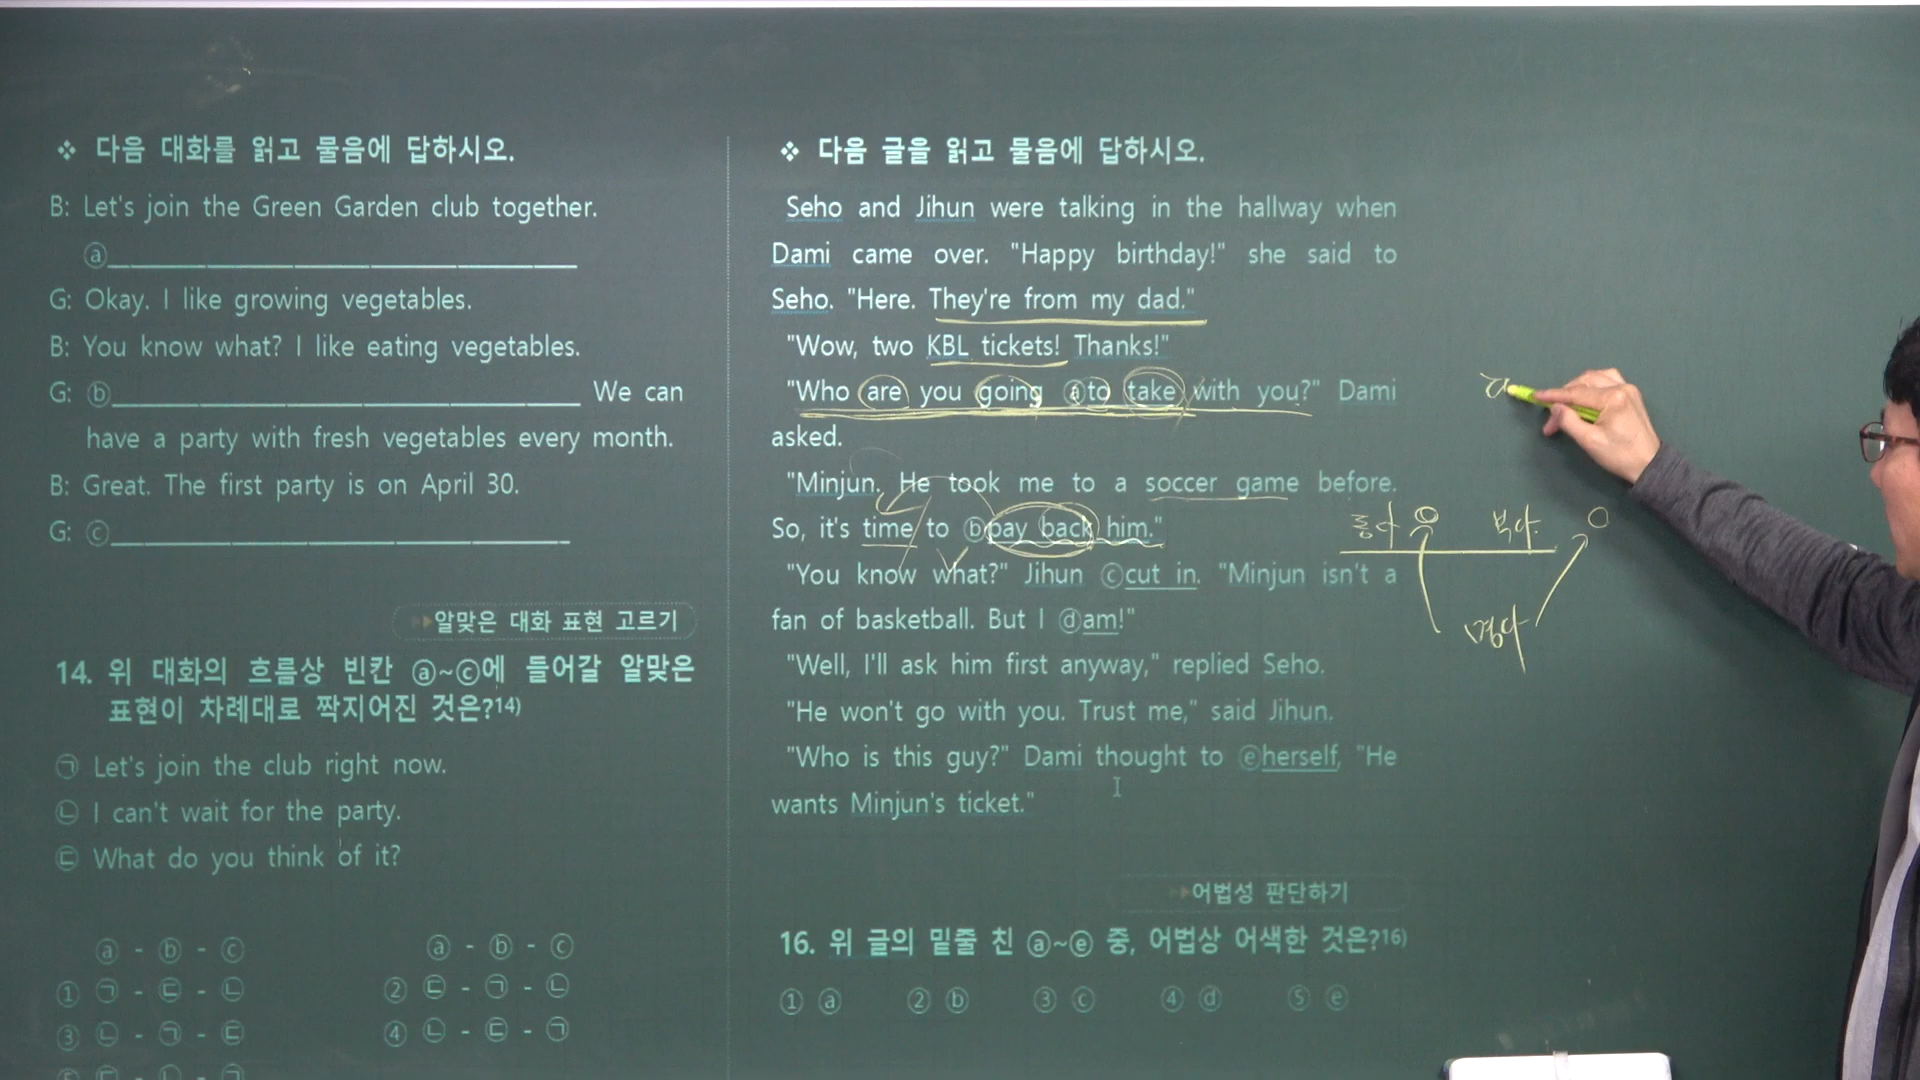 ❖ 다음 대화를 읽고 물음에 답하시오.
B: Let's join the Green Garden club together.
ⓐ____________________
G: Okay. I like growing vegetables.
B: You know what? I like eating vegetables.
G: ⓑ____________________ We can
have a party with fresh vegetables every month.
B: Great. The first party is on April 30.
G: ⓒ____________________
알맞은 대화 표현 고르기
14. 위 대화의 흐름상 빈칸 ⓐ~ⓒ에 들어갈 알맞은
표현이 차례대로 짝지어진 것은?14)
㉠ Let's join the club right now.
㉡ I can't wait for the party.
㉢ What do you think of it?
ⓐ - ⓑ - ⓒ ⓐ - ⓑ - ⓒ
① ㉠ - ㉢ - ㉡ ② ㉢ - ㉠ - ㉡
③ ㉡ - ㉠ - ㉢ ④ ㉡ - ㉢ - ㉠
❖ 다음 글을 읽고 물음에 답하시오.
Seho and Jihun were talking in the hallway when
Dami came over. "Happy birthday!" she said to
Seho. "Here. They're from my dad."
"Wow, two KBL tickets! Thanks!"
"Who are you going ⓐto take with you?" Dami
asked.
"Minjun. He took me to a soccer game before.
So, it's time to ⓑpay back him."
"You know what?" Jihun ⓒcut in. "Minjun isn't a
fan of basketball. But I ⓓam!"
"Well, I'll ask him first anyway," replied Seho.
"He won't go with you. Trust me," said Jihun.
"Who is this guy?" Dami thought to ⓔherself, "He
wants Minjun's ticket."
어법성 판단하기
16. 위 글의 밑줄 친 ⓐ~ⓔ 중, 어법상 어색한 것은?16)
① ⓐ ② ⓑ ③ ⓒ ④ ⓓ ⑤ ⓔ